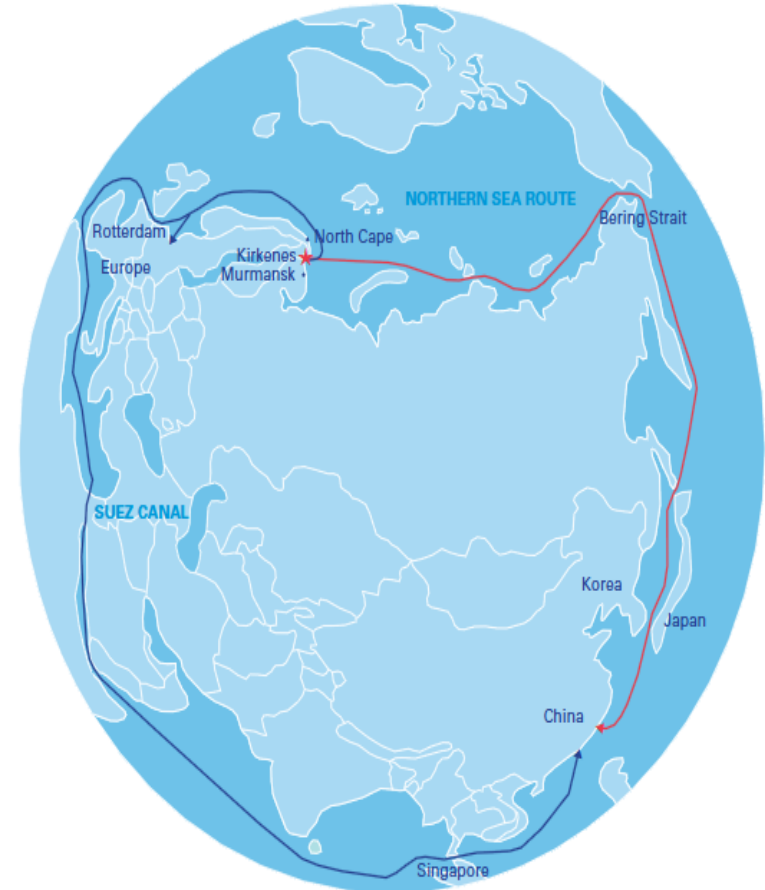 NORTHERN SEA ROUTE
Bering Strait
Rotterdam
North Cape
Kirkenes
Europe
Murmansk
SUEZ CANAL
Korea
Japan
China
Singapore